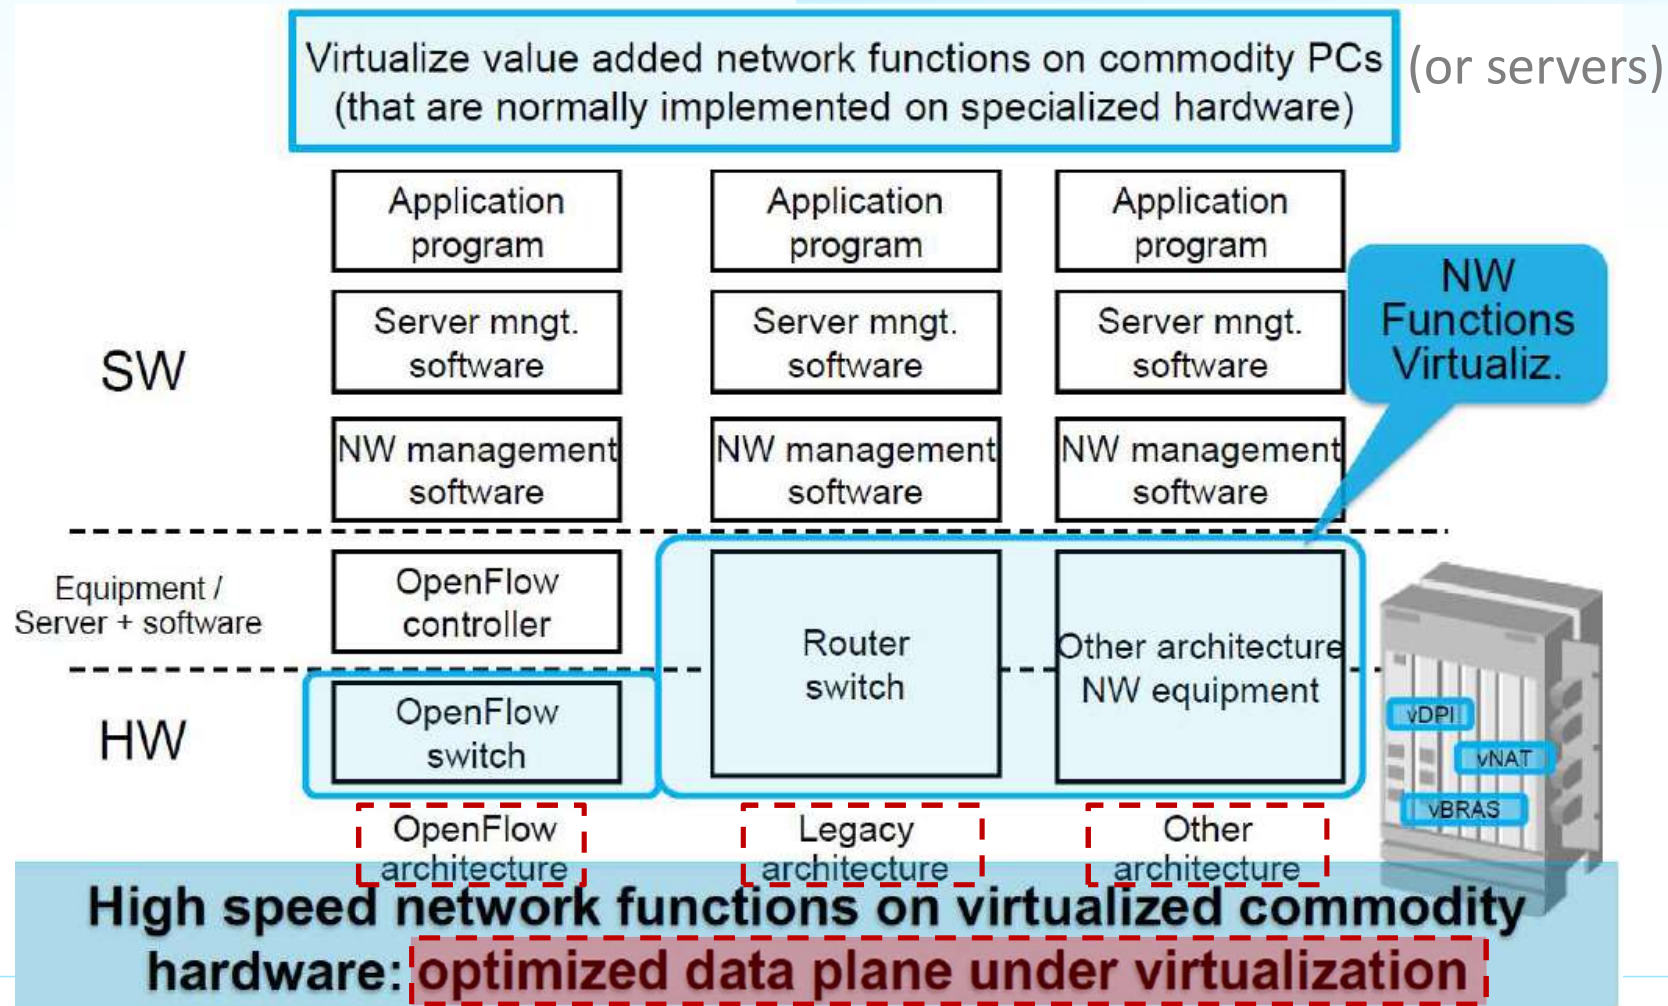 Virtualize value added network functions on commodity PCs (or servers)
(that are normally implemented on specialized hardware)
Application
program
Application
program
Application
program
NW
Functions
Virtualiz.
SW
Server mngt.
software
Server mngt.
software
Server mngt.
software
NW management
software
NW management
software
NW management
software
Equipment /
Server + software
OpenFlow
controller
Router
switch
Other architecture
NW equipment
HW
OpenFlow
switch
vDPI
vNAT
vBRAS
OpenFlow
architecture
Legacy
architecture
Other
architecture
High speed network functions on virtualized commodity
hardware: optimized data plane under virtualization